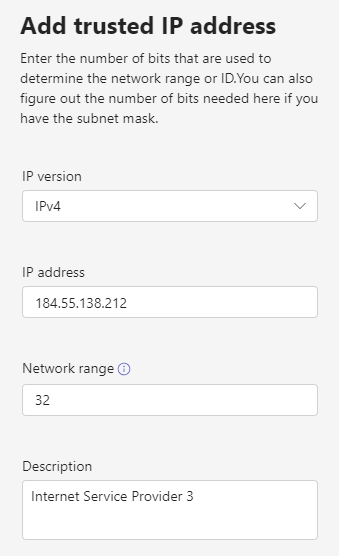 Add trusted IP address
Enter the number of bits that are used to
determine the network range or ID.You can also
figure out the number of bits needed here if you
have the subnet mask.
IP version
IPv4
IP address
184.55.138.212
Network range
32
Description
Internet Service Provider 3